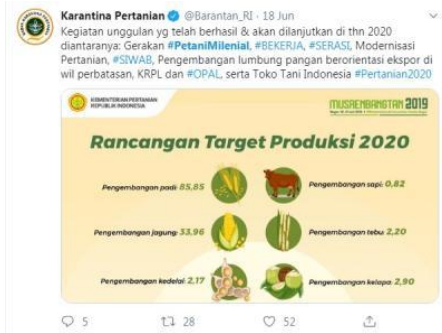 Karantina Pertanian @Barantan_RI · 18 Jun
Kegiatan unggulan yg telah berhasil & akan dilanjutkan di thn 2020
diantaranya: Gerakan #PetaniMilenial, #BEKERJA, #SERASI, Modernisasi
Pertanian, #SIWAB, Pengembangan lumbung pangan berorientasi ekspor di
wil perbatasan, KRPL dan #OPAL, serta Toko Tani Indonesia #Pertanian2020
KEMENTERIAN PERTANIAN
REPUBLIK INDONESIA
MUSRENBANGTAN 2019
Rancangan Target Produksi 2020
Pengembangan padi: 85,85
Pengembangan sapi: 0,82
Pengembangan jagung: 33,96
Pengembangan tebu: 2,20
Pengembangan kedelai: 2,17
Pengembangan kelapa: 2,90
5 28 52